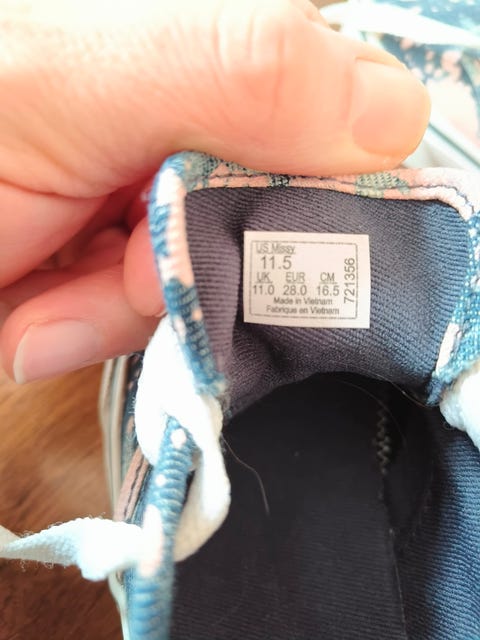 US Missy
11.5
UK EUR CM
11.0 28.0 16.5
Made in Vietnam
Fabrique en Vietnam
721356